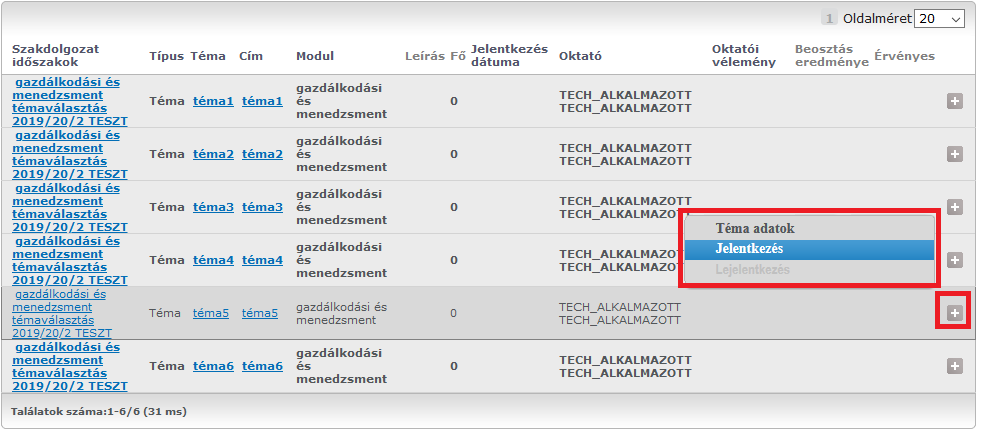 1 Oldalméret 20
Szakdolgozat időszakok Típus Téma Cím Modul Leírás Fő Jelentkezés dátuma Oktató Oktatói vélemény Beosztás eredménye Érvényes
gazdálkodási és
menedzsment
témaválasztás
2019/20/2 TESZT
Téma téma1 téma1
gazdálkodási
és
menedzsment
0
TECH_ALKALMAZOTT
TECH_ALKALMAZOTT
gazdálkodási és
menedzsment
témaválasztás
2019/20/2 TESZT
Téma téma2 téma2
gazdálkodási
és
menedzsment
0
TECH_ALKALMAZOTT
TECH_ALKALMAZOTT
gazdálkodási és
menedzsment
témaválasztás
2019/20/2 TESZT
Téma téma3 téma3
gazdálkodási
és
menedzsment
0
TECH_ALKALMAZOTT
TECH_ALKALMAZOTT
gazdálkodási és
menedzsment
témaválasztás
2019/20/2 TESZT
Téma téma4 téma4
gazdálkodási
és
menedzsment
0
TECH_ALKALMAZOTT
TECH_ALKALMAZOTT
Téma adatok
Jelentkezés
Lejelentkezés
gazdálkodási és
menedzsment
témaválasztás
2019/20/2 TESZT
Téma téma5 téma5
gazdálkodási és
menedzsment
0
TECH_ALKALMAZOTT
TECH_ALKALMAZOTT
gazdálkodási és
menedzsment
témaválasztás
2019/20/2 TESZT
Téma téma6 téma6
gazdálkodási
és
menedzsment
0
TECH_ALKALMAZOTT
TECH_ALKALMAZOTT
Találatok száma:1-6/6 (31 ms)